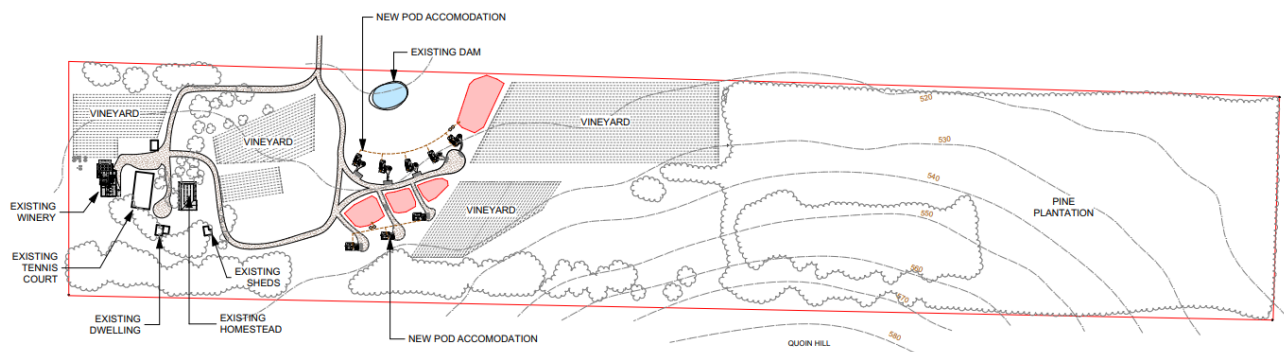 NEW POD ACCOMODATION
EXISTING DAM
VINEYARD
VINEYARD
VINEYARD
VINEYARD
520
530
540
550
560
570
580
PINE
PLANTATION
EXISTING
WINERY
EXISTING
TENNIS
COURT
EXISTING
DWELLING
EXISTING
SHEDS
EXISTING
HOMESTEAD
NEW POD ACCOMODATION
QUOIN HILL